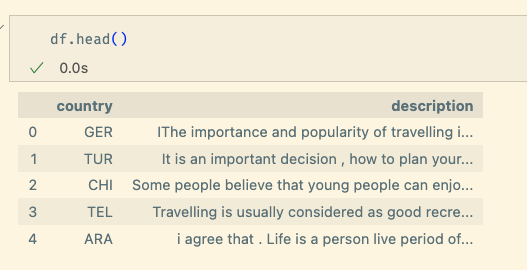 df.head()
0.0s
country description
0 GER IThe importance and popularity of travelling i...
1 TUR It is an important decision , how to plan your...
2 CHI Some people believe that young people can enjo...
3 TEL Travelling is usually considered as good recre...
4 ARA i agree that . Life is a person live period of...